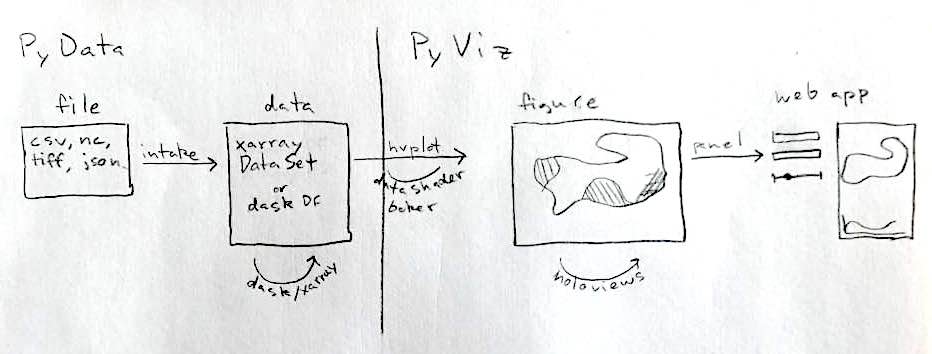 Py Data
Py Viz
file
data
figure
web app
csv, nc,
tiff, json
intake
xarray
DataSet
or
dask DF
hvplot
datashader
bokeh
panel
dask/xarray
holoviews